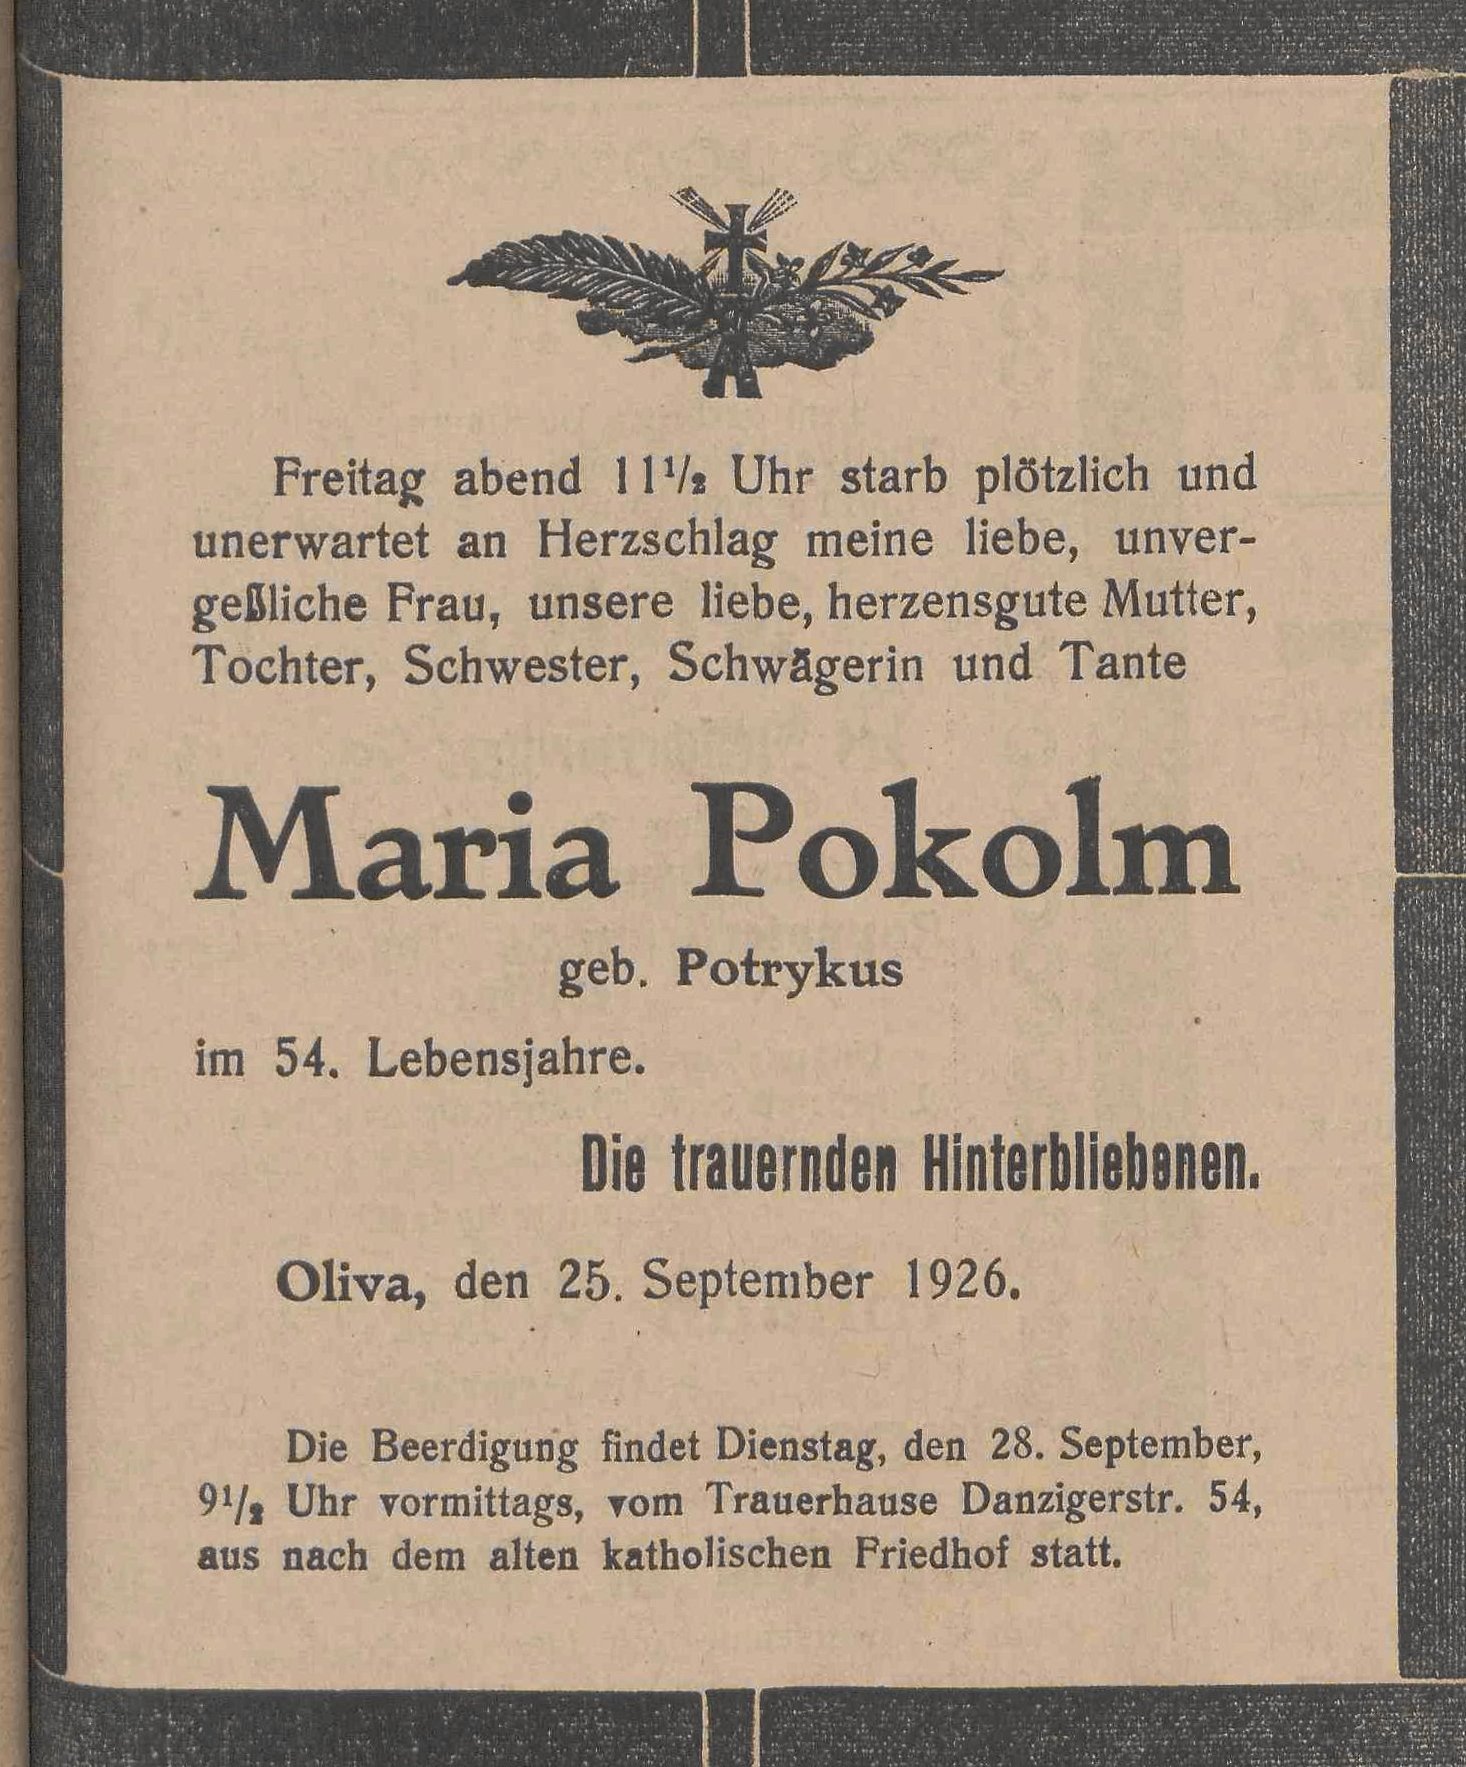 Freitag abend 11½ Uhr starb plötzlich und
unerwartet an Herzschlag meine liebe, unver-
geßliche Frau, unsere liebe, herzensgute Mutter,
Tochter, Schwester, Schwägerin und Tante
Maria Pokolm
geb. Potrykus
im 54. Lebensjahre.
Die trauernden Hinterbliebenen.
Oliva, den 25. September 1926.
Die Beerdigung findet Dienstag, den 28. September,
9½ Uhr vormittags, vom Trauerhause Danzigerstr. 54,
aus nach dem alten katholischen Friedhof statt.